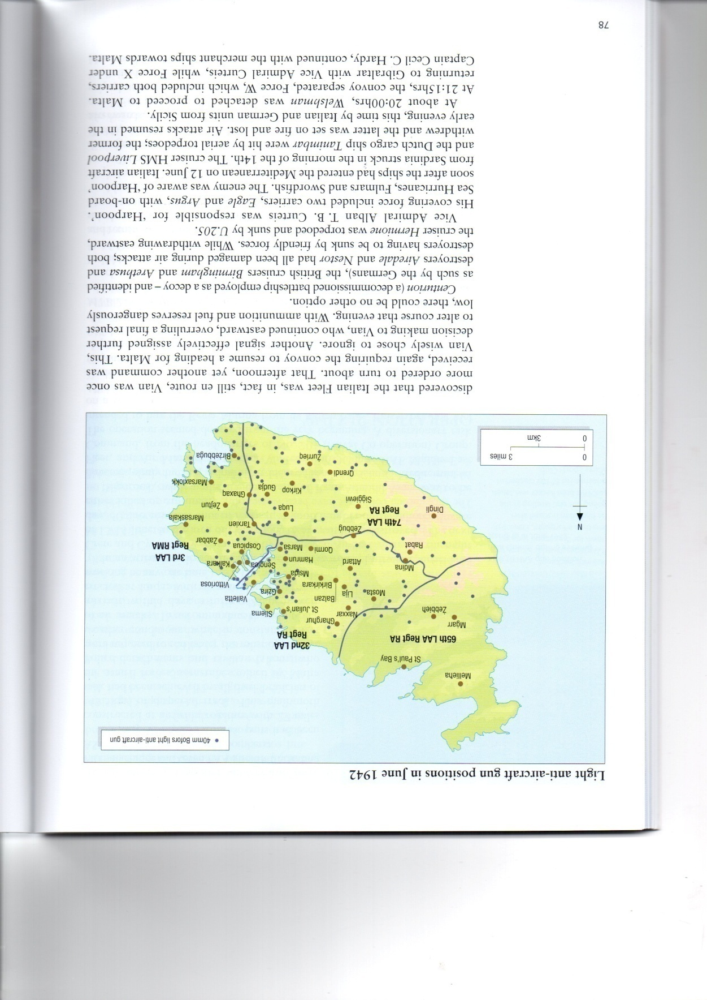 Light anti-aircraft gun positions in June 1942
40mm Bofors light anti-aircraft gun
Mellieha
St Paul's Bay
65th LAA Regt RA
32nd LAA
Regt RA
Mġarr
Żebbieħ
Gharghur
Naxxar
St Julian's
Sliema
Mosta
Lija
Balzan
Birkirkara
Gżira
Msida
Valletta
Vittoriosa
Mdina
Attard
Hamrun
Senglea
Kalkara
Rabat
Qormi
Marsa
Cospicua
Żabbar
3rd LAA
Regt RMA
Żebbuġ
74th LAA
Regt RA
Tarxien
Marsaskala
Dingli
Siġġiewi
Luqa
Żejtun
Kirkop
Gudja
Ghaxaq
Marsaxlokk
Qrendi
Żurrieq
Birżebbuġa
N
0 3 miles
0 3km
discovered that the Italian Fleet was, in fact, still en route, Vian was once
more ordered to turn about. That afternoon, yet another command was
received, again requiring the convoy to resume a heading for Malta. This,
Vian wisely chose to ignore. Another signal effectively assigned further
decision making to Vian, who continued eastward, overruling a final request
to alter course that evening. With ammunition and fuel reserves dangerously
low, there could be no other option.
Centurion (a decommissioned battleship employed as a decoy – and identified
as such by the Germans), the British cruisers Birmingham and Arethusa and
destroyers Airedale and Nestor had all been damaged during air attacks; both
destroyers having to be sunk by friendly forces. While withdrawing eastward,
the cruiser Hermione was torpedoed and sunk by U.205.
Vice Admiral Alban T. B. Curteis was responsible for 'Harpoon'.
His covering force included two carriers, Eagle and Argus, with on-board
Sea Hurricanes, Fulmars and Swordfish. The enemy was aware of 'Harpoon'
soon after the ships had entered the Mediterranean on 12 June. Italian aircraft
from Sardinia struck in the morning of the 14th. The cruiser HMS Liverpool
and the Dutch cargo ship Tanimbar were hit by aerial torpedoes; the former
withdrew and the latter was set on fire and lost. Air attacks resumed in the
early evening, this time by Italian and German units from Sicily.
At about 20:00hrs, Welshman was detached to proceed to Malta.
At 21:15hrs, the convoy separated, Force W, which included both carriers,
returning to Gibraltar with Vice Admiral Curteis, while Force X under
Captain Cecil C. Hardy, continued with the merchant ships towards Malta.
78